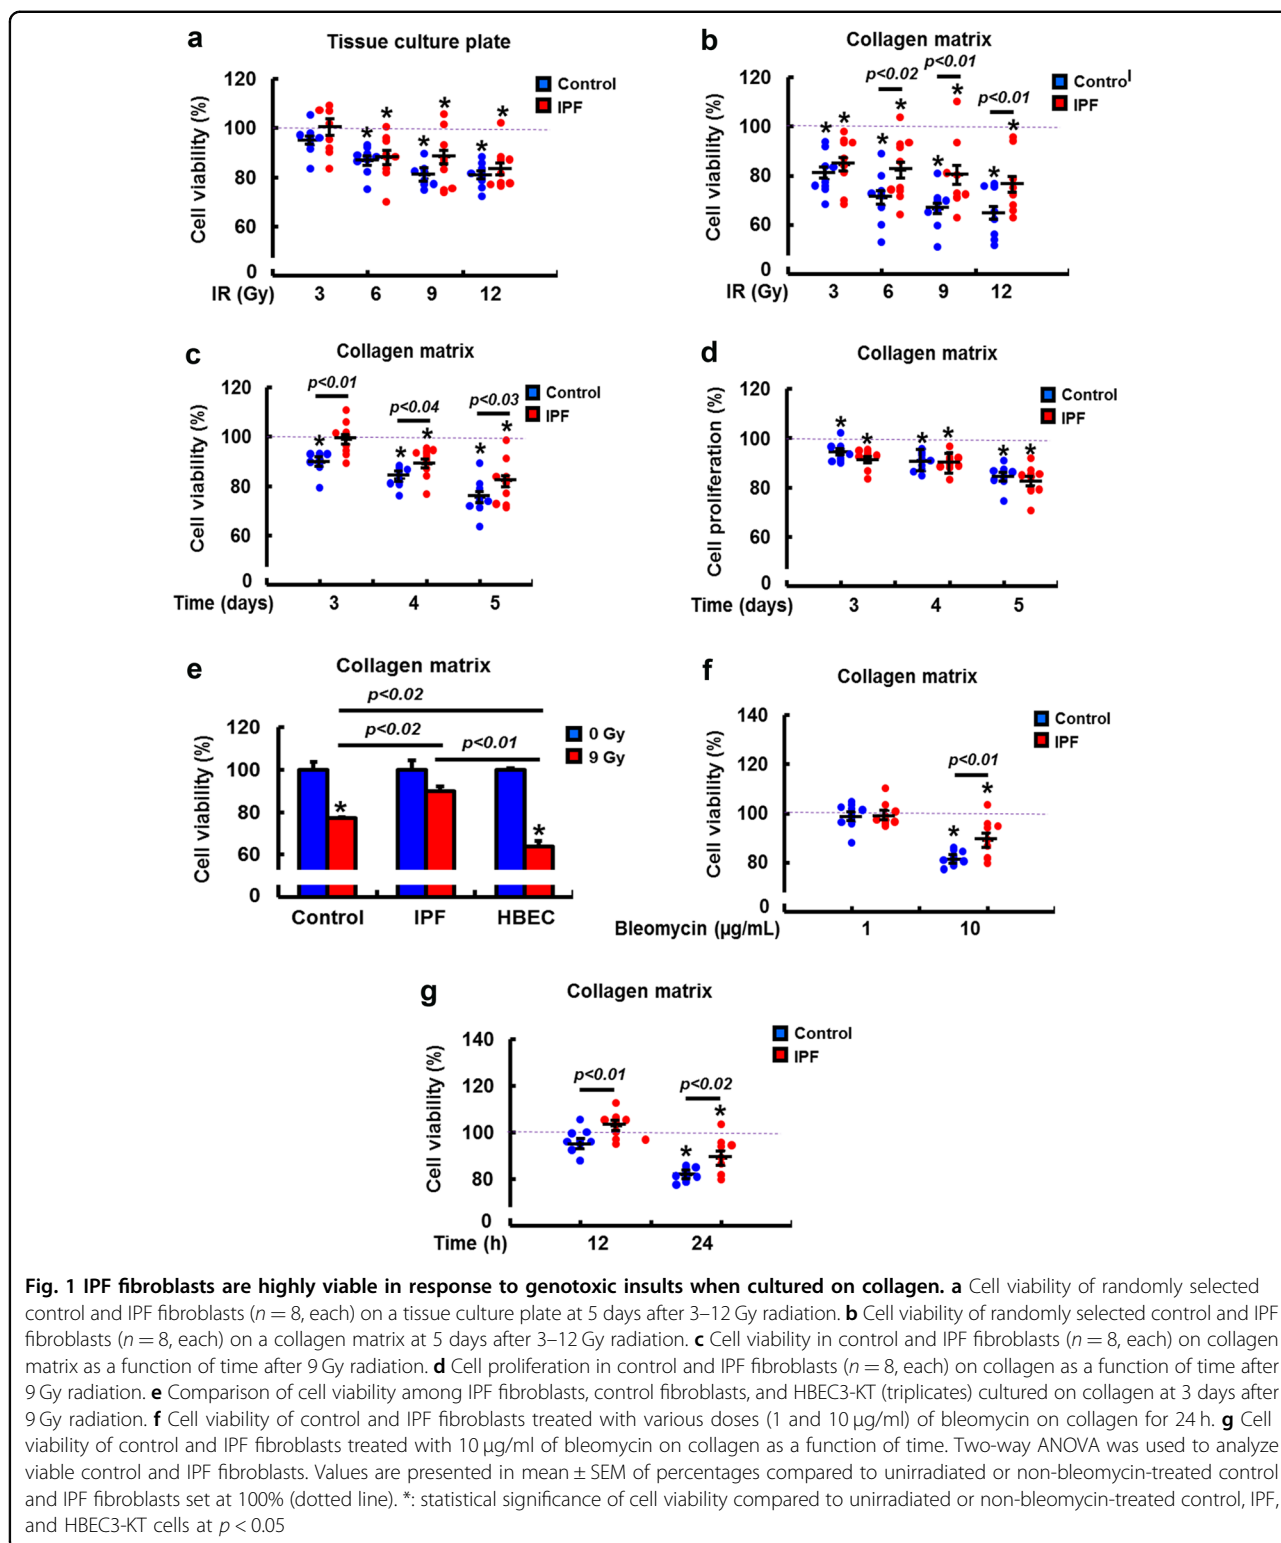 a
Tissue culture plate
Control
IPF
Cell viability (%)
120
100
80
60
0
* * * * * *
IR (Gy) 3 6 9 12
b
Collagen matrix
Control
IPF
Cell viability (%)
p<0.02
p<0.01
p<0.01
120
100
80
60
0
* * * * * * * *
IR (Gy) 3 6 9 12
c
Collagen matrix
Control
IPF
Cell viability (%)
p<0.01
p<0.04
p<0.03
120
100
80
60
0
* * * * *
Time (days) 3 4 5
d
Collagen matrix
Control
IPF
Cell proliferation (%)
120
100
80
60
0
* * * * * *
Time (days) 3 4 5
e
Collagen matrix
p<0.02
p<0.02
p<0.01
0 Gy
9 Gy
Cell viability (%)
120
100
80
60
0
* *
Control IPF HBEC
f
Collagen matrix
Control
IPF
Cell viability (%)
p<0.01
140
120
100
80
0
* *
Bleomycin (µg/mL) 1 10
g
Collagen matrix
Control
IPF
Cell viability (%)
p<0.01
p<0.02
140
120
100
80
0
* *
Time (h) 12 24
Fig. 1 IPF fibroblasts are highly viable in response to genotoxic insults when cultured on collagen. a Cell viability of randomly selected
control and IPF fibroblasts (n = 8, each) on a tissue culture plate at 5 days after 3–12 Gy radiation. b Cell viability of randomly selected control and IPF
fibroblasts (n = 8, each) on a collagen matrix at 5 days after 3–12 Gy radiation. c Cell viability in control and IPF fibroblasts (n = 8, each) on collagen
matrix as a function of time after 9 Gy radiation. d Cell proliferation in control and IPF fibroblasts (n = 8, each) on collagen as a function of time after
9 Gy radiation. e Comparison of cell viability among IPF fibroblasts, control fibroblasts, and HBEC3-KT (triplicates) cultured on collagen at 3 days after
9 Gy radiation. f Cell viability of control and IPF fibroblasts treated with various doses (1 and 10 µg/ml) of bleomycin on collagen for 24 h. g Cell
viability of control and IPF fibroblasts treated with 10 µg/ml of bleomycin on collagen as a function of time. Two-way ANOVA was used to analyze
viable control and IPF fibroblasts. Values are presented in mean ± SEM of percentages compared to unirradiated or non-bleomycin-treated control
and IPF fibroblasts set at 100% (dotted line). *: statistical significance of cell viability compared to unirradiated or non-bleomycin-treated control, IPF,
and HBEC3-KT cells at p < 0.05